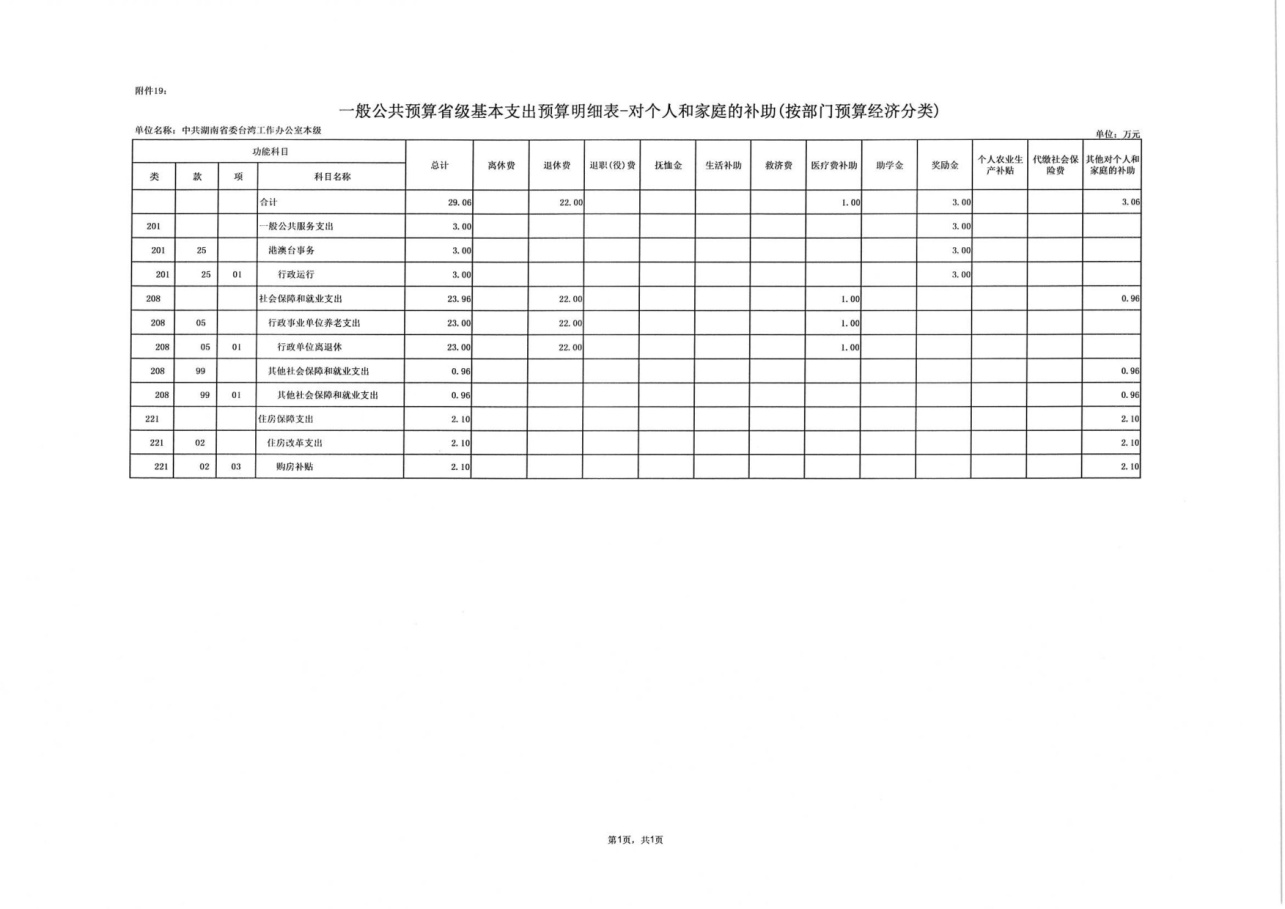 附件19:
一般公共预算省级基本支出预算明细表-对个人和家庭的补助(按部门预算经济分类)
单位名称: 中共湖南省委台湾工作办公室本级 单位: 万元
功能科目 总计 离休费 退休费 退职(役)费 抚恤金 生活补助 救济费 医疗费补助 助学金 奖励金 个人农业生产补贴 代缴社会保险费 其他对个人和家庭的补助
类 款 项 科目名称
合计 29.06 22.00 1.00 3.00 3.06
201 一般公共服务支出 3.00 3.00
201 25 港澳台事务 3.00 3.00
201 25 01 行政运行 3.00 3.00
208 社会保障和就业支出 23.96 22.00 1.00 0.96
208 05 行政事业单位养老支出 23.00 22.00 1.00
208 05 01 行政单位离退休 23.00 22.00 1.00
208 99 其他社会保障和就业支出 0.96 0.96
208 99 01 其他社会保障和就业支出 0.96 0.96
221 住房保障支出 2.10 2.10
221 02 住房改革支出 2.10 2.10
221 02 03 购房补贴 2.10 2.10
第1页, 共1页